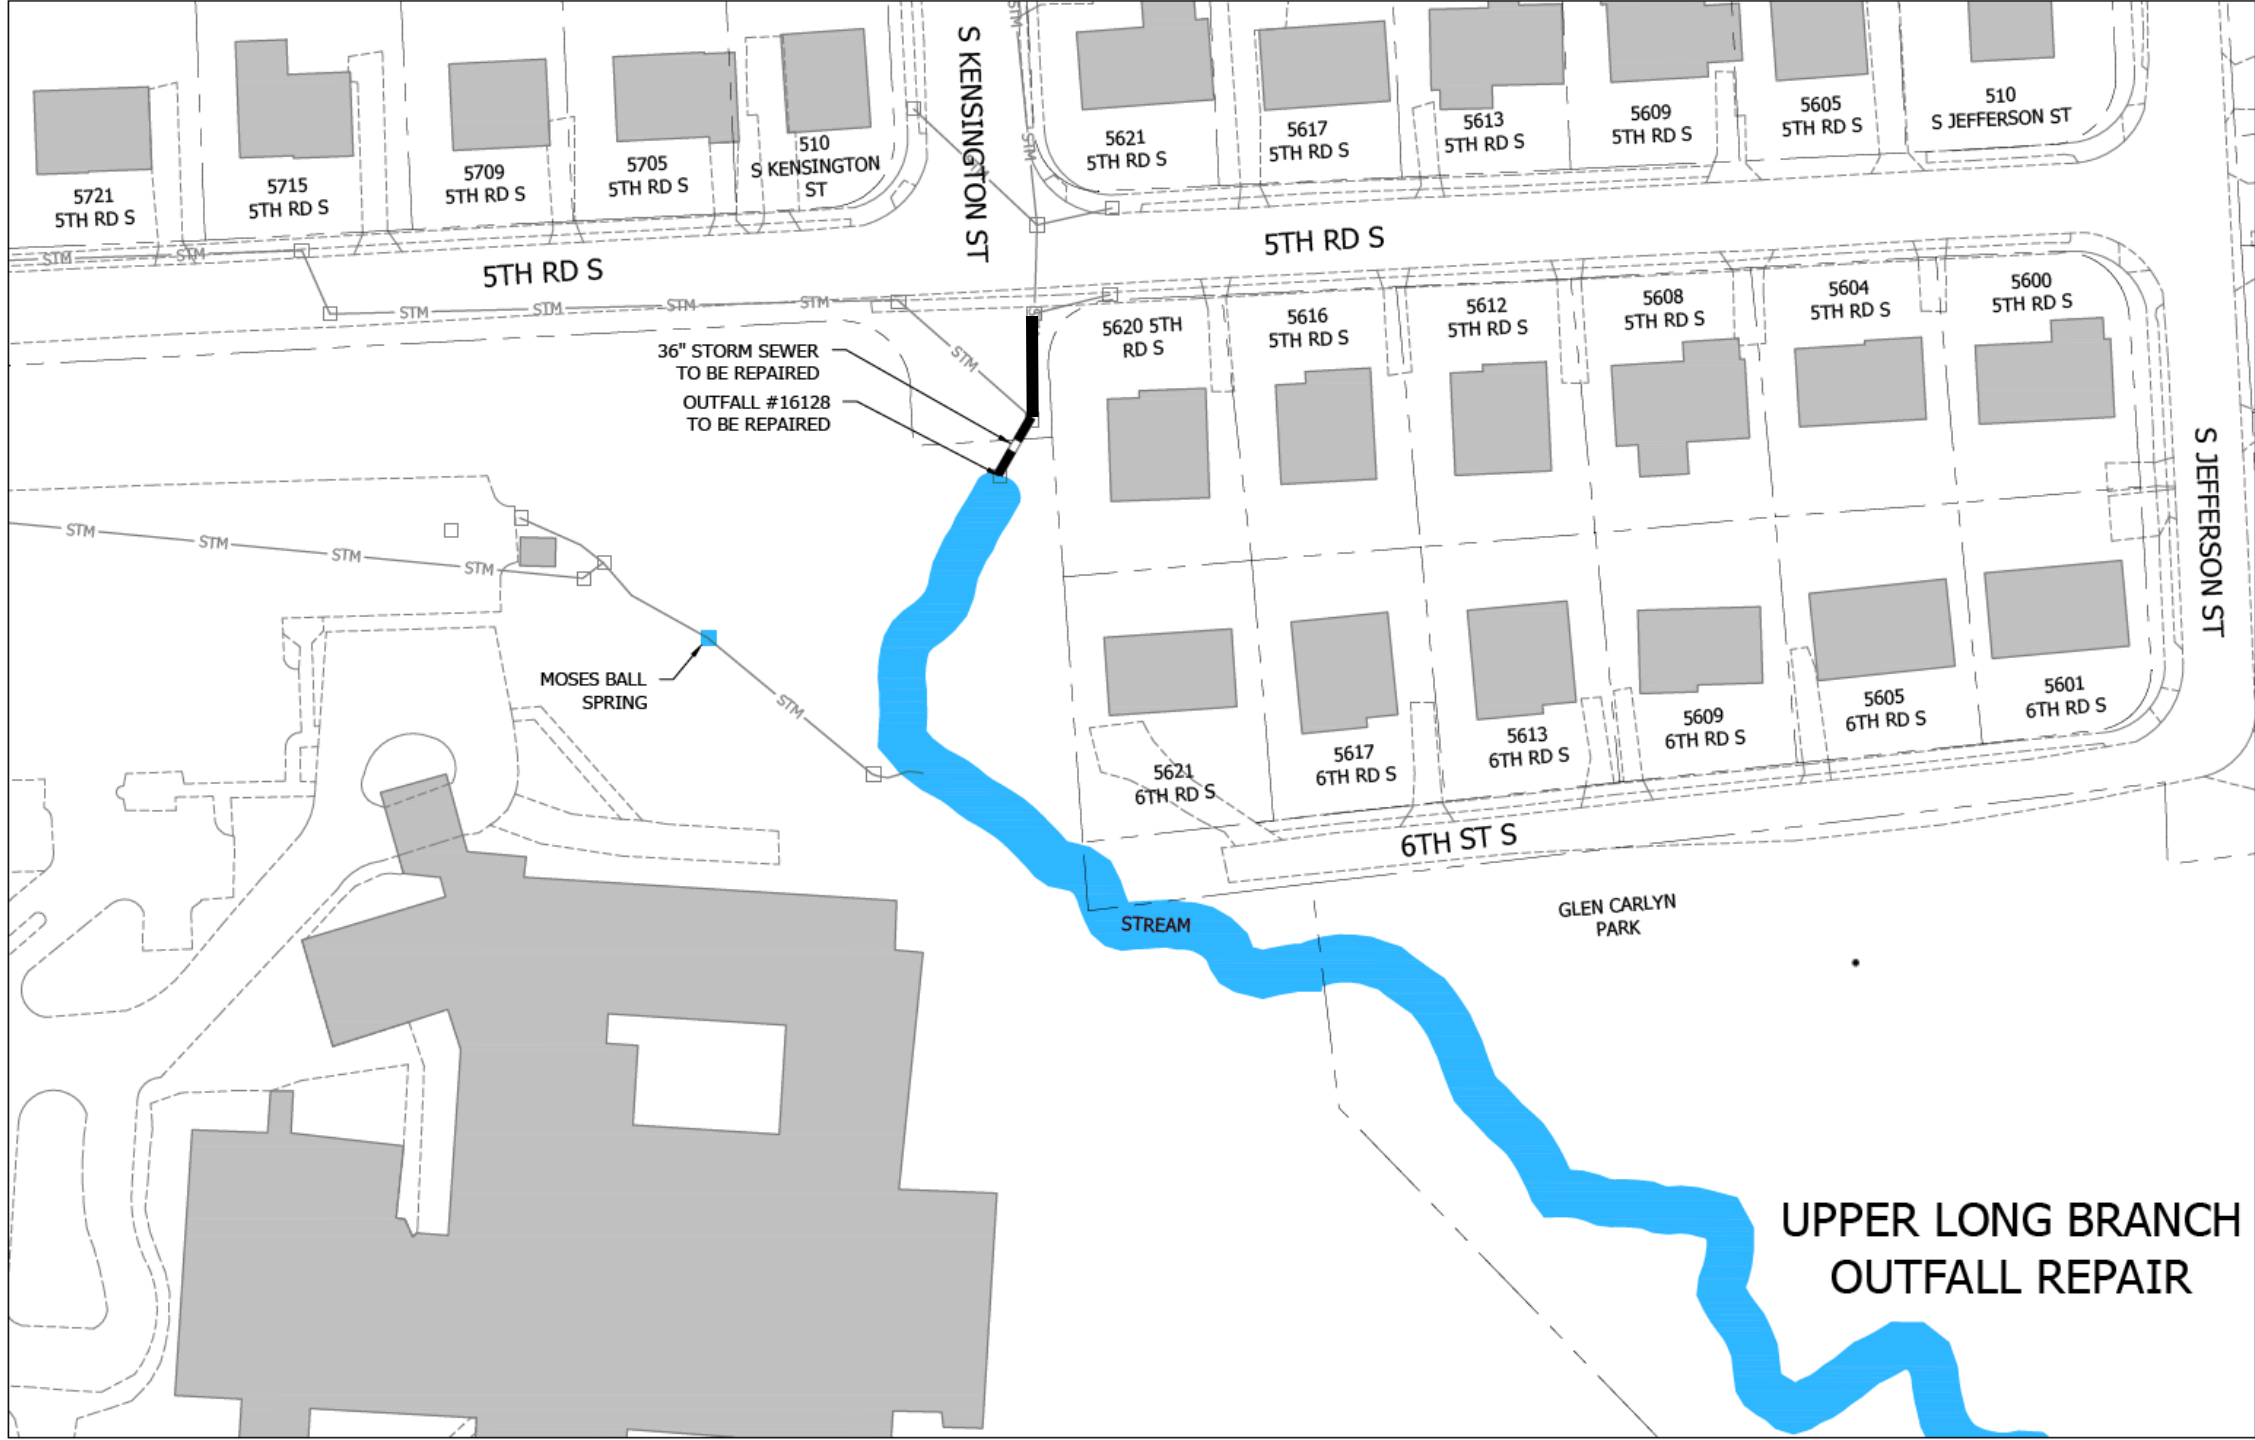 S KENSINGTON ST
STM
STM
STM
5721
5TH RD S
5715
5TH RD S
5709
5TH RD S
5705
5TH RD S
510
S KENSINGTON
ST
5621
5TH RD S
5617
5TH RD S
5613
5TH RD S
5609
5TH RD S
5605
5TH RD S
510
S JEFFERSON ST
STM
STM
5TH RD S
5TH RD S
STM
STM
STM
STM
STM
36" STORM SEWER
TO BE REPAIRED
OUTFALL #16128
TO BE REPAIRED
5620 5TH
RD S
5616
5TH RD S
5612
5TH RD S
5608
5TH RD S
5604
5TH RD S
5600
5TH RD S
S JEFFERSON ST
STM
STM
STM
STM
MOSES BALL
SPRING
STM
5621
6TH RD S
5617
6TH RD S
5613
6TH RD S
5609
6TH RD S
5605
6TH RD S
5601
6TH RD S
6TH ST S
STREAM
GLEN CARLYN
PARK
UPPER LONG BRANCH
OUTFALL REPAIR